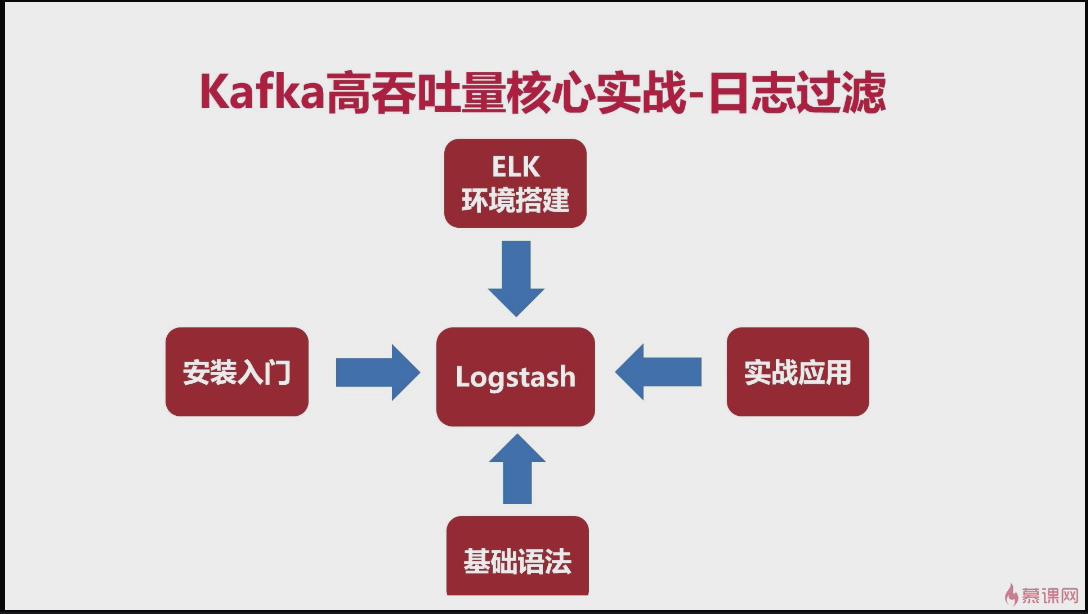 Kafka高吞吐量核心实战-日志过滤
ELK
环境搭建
安装入门
Logstash
实战应用
基础语法
慕课网